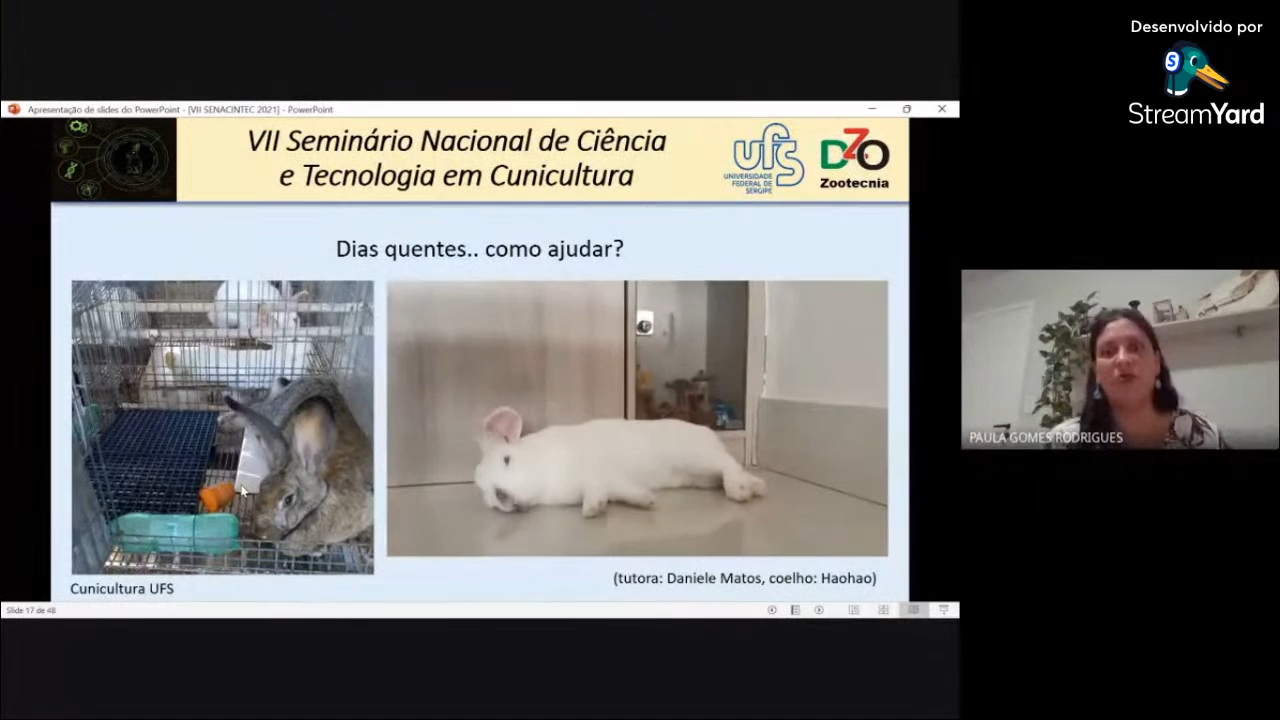 Desenvolvido por
StreamYard
Apresentação de slides do PowerPoint - [VII SENACINTEC 2021] - PowerPoint
VII Seminário Nacional de Ciência
e Tecnologia em Cunicultura
ufs
UNIVERSIDADE
FEDERAL DE
SERGIPE
DZO
Zootecnia
Dias quentes.. como ajudar?
PAULA GOMES RODRIGUES
(tutora: Daniele Matos, coelho: Haohao)
Cunicultura UFS
Slide 17 de 48